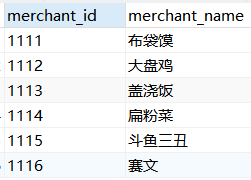 merchant_id merchant_name
1111 布袋馍
1112 大盘鸡
1113 盖浇饭
1114 扁粉菜
1115 斗鱼三丑
1116 赛文